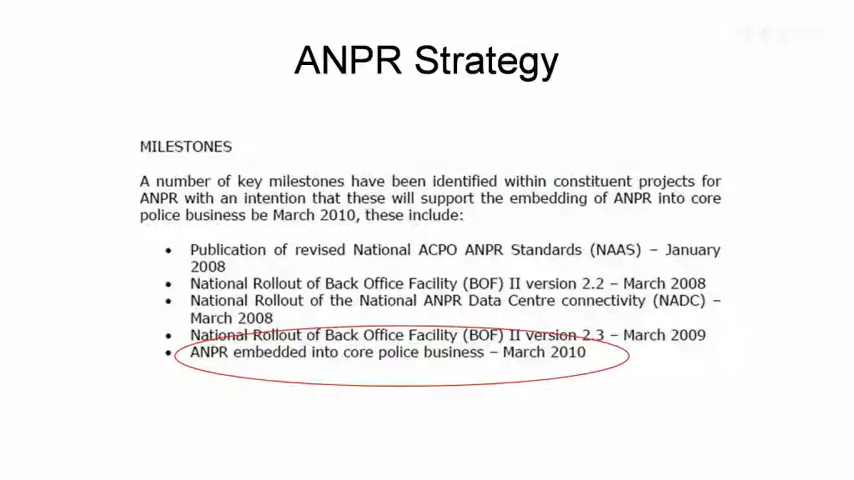 ANPR Strategy
MILESTONES
A number of key milestones have been identified within constituent projects for
ANPR with an intention that these will support the embedding of ANPR into core
police business be March 2010, these include:
• Publication of revised National ACPO ANPR Standards (NAAS) – January
2008
• National Rollout of Back Office Facility (BOF) II version 2.2 – March 2008
• National Rollout of the National ANPR Data Centre connectivity (NADC) –
March 2008
• National Rollout of Back Office Facility (BOF) II version 2.3 – March 2009
• ANPR embedded into core police business – March 2010